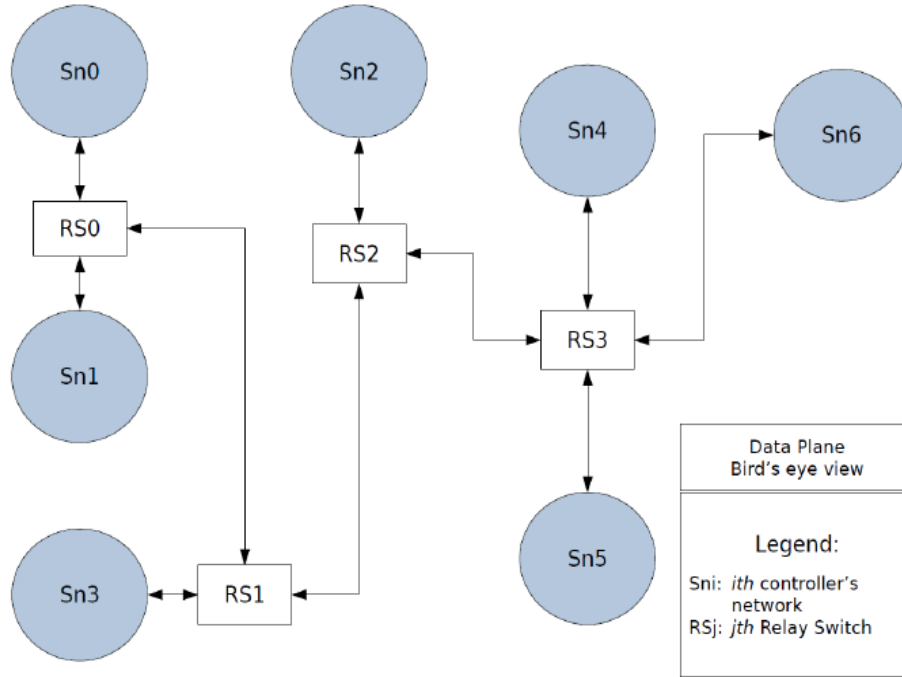 Sn0
Sn2
Sn4
Sn6
RS0
RS2
RS3
Sn1
Data Plane
Bird's eye view
Sn5
Sn3
RS1
Legend:
Sni: ith controller's
network
RSj: jth Relay Switch